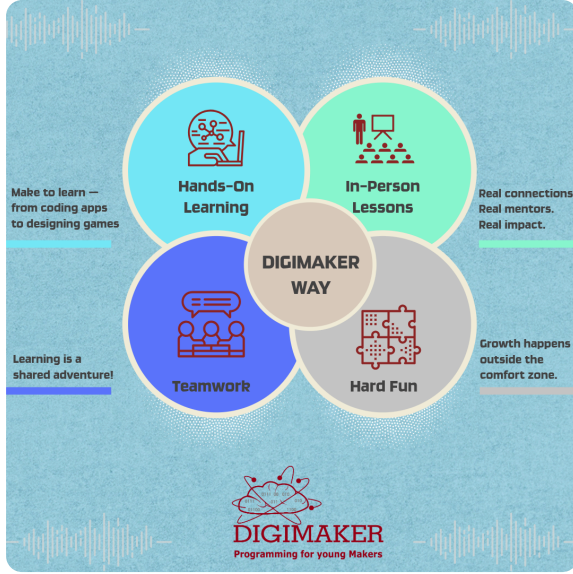 Hands-On
Learning
In-Person
Lessons
Make to learn —
from coding apps
to designing games
Real connections
Real mentors.
Real impact.
DIGIMAKER
WAY
Learning is a
shared adventure!
Growth happens
outside the
comfort zone.
Teamwork
Hard Fun
DIGIMAKER
Programming for young Makers